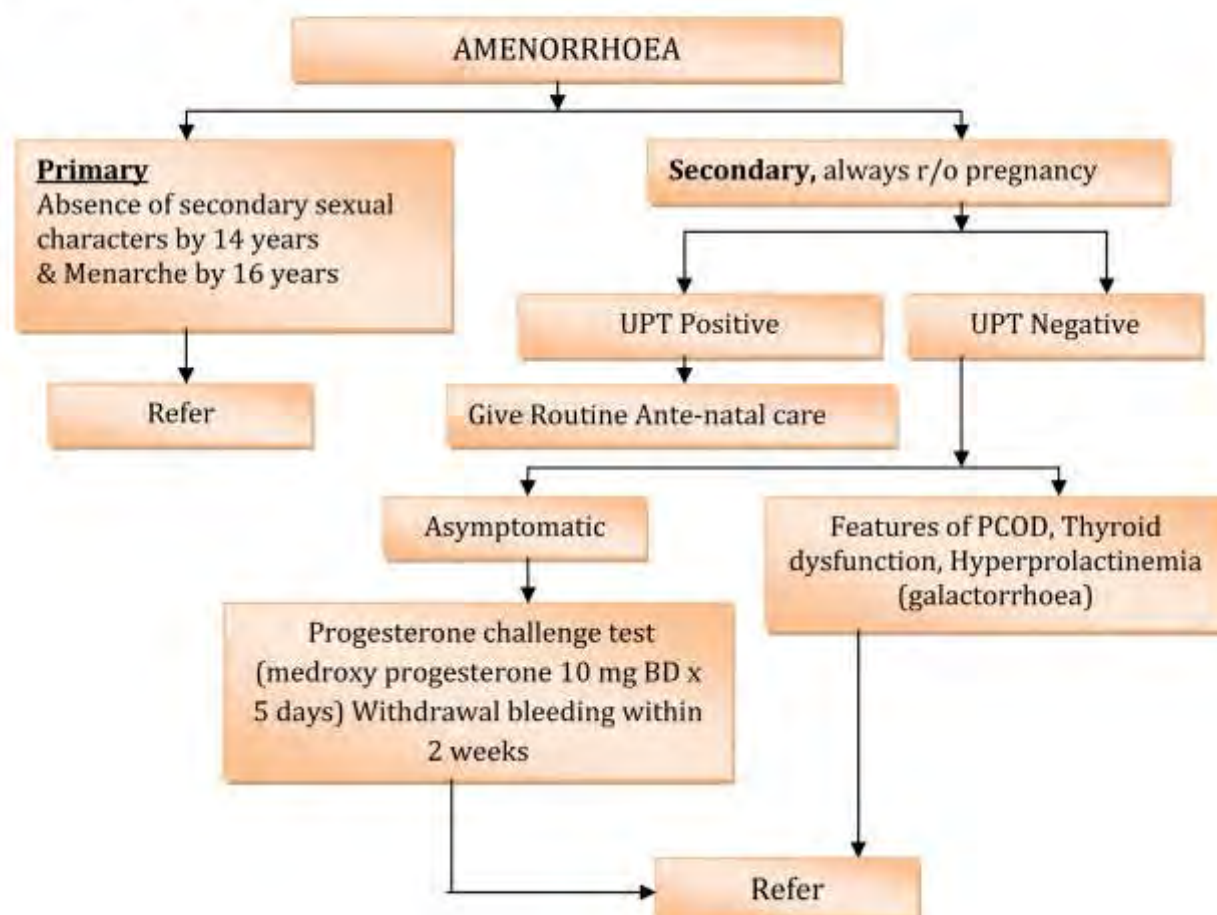 AMENORRHOEA
Primary
Absence of secondary sexual
characters by 14 years
& Menarche by 16 years
Refer
Secondary, always r/o pregnancy
UPT Positive
UPT Negative
Give Routine Ante-natal care
Asymptomatic
Features of PCOD, Thyroid
dysfunction, Hyperprolactinemia
(galactorrhoea)
Progesterone challenge test
(medroxy progesterone 10 mg BD x
5 days) Withdrawal bleeding within
2 weeks
Refer